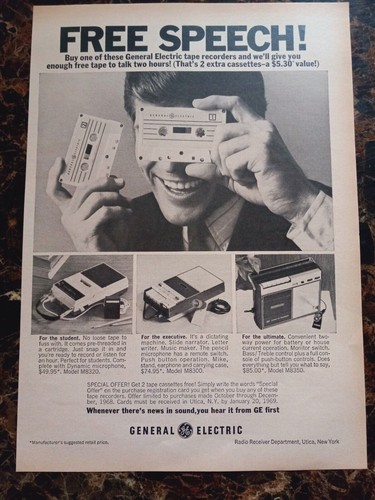 FREE SPEECH!
Buy one of these General Electric tape recorders and we'll give you
enough free tape to talk two hours! (That's 2 extra cassettes–a $5.30* value!)
GENERAL ELECTRIC
1
For the student. No loose tape to
fuss with. It comes pre-threaded in
a cartridge. Just snap it in and
you're ready to record or listen for
an hour. Perfect for students. Com-
plete with Dynamic microphone,
$49.95*. Model M8300.
For the executive. It's a dictating
machine. Slide narrator. Letter
writer. Music maker. The pencil
microphone has a remote switch.
Push button operation. Mike,
stand, earphone and carrying case.
$74.95*. Model M8320.
For the ultimate. Convenient two-
way power for battery or house
current operation. Monitor switch.
Bass/Treble control plus a full con-
sole of push-button controls. Does
everything but tell you what to say,
$85.00*. Model
SPECIAL OFFER! Get 2 tape cassettes free! Simply write the words "Special
Offer" on the purchase registration card you get when you buy any of these
tape recorders. Offer limited to purchases made October through Decem-
ber, 1968. Cards must be received in Utica, N.Y. by January 20, 1969.
Whenever there's news in sound, you hear it from GE first
GENERAL GE ELECTRIC
*Manufacturer's suggested retail price.
Radio Receiver Department, Utica, New York